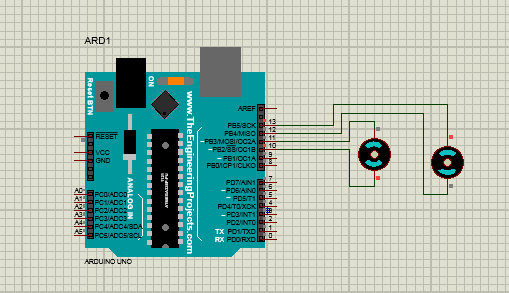 ARD1
Reset BTN
ON
www.TheEngineeringProjects.com
ANALOG IN
RESET
VCC
GND
A0 PC0/ADC0
A1 PC1/ADC1
A2 PC2/ADC2
A3 PC3/ADC3
A4 PC4/ADC4/SDA
A5 PC5/ADC5/SCL
AREF
PB5/SCK 13
PB4/MISO 12
~PB3/MOSI/OC2A 11
~PB2/SS/OC1B 10
~PB1/OC1A 9
PB0/ICP1/CLKO 8
PD7/AIN1 7
~PD6/AIN0 6
~PD5/T1 5
PD4/T0/XCK 4
~PD3/INT1
PD2/INT0 2
TX PD1/TXD 1
RX PD0/RXD 0
ARDUINO UNO